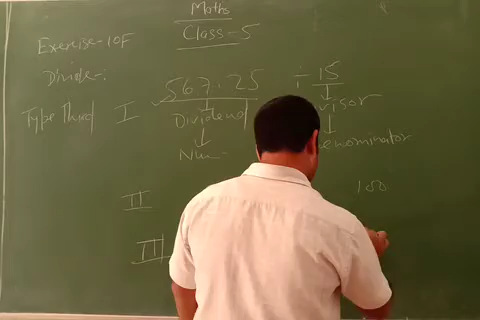 Maths
Class-5
Exercise-10F
Divide:
Type third I 567.25 ÷ 15
Dividend visor
Num enominator
100
II
III